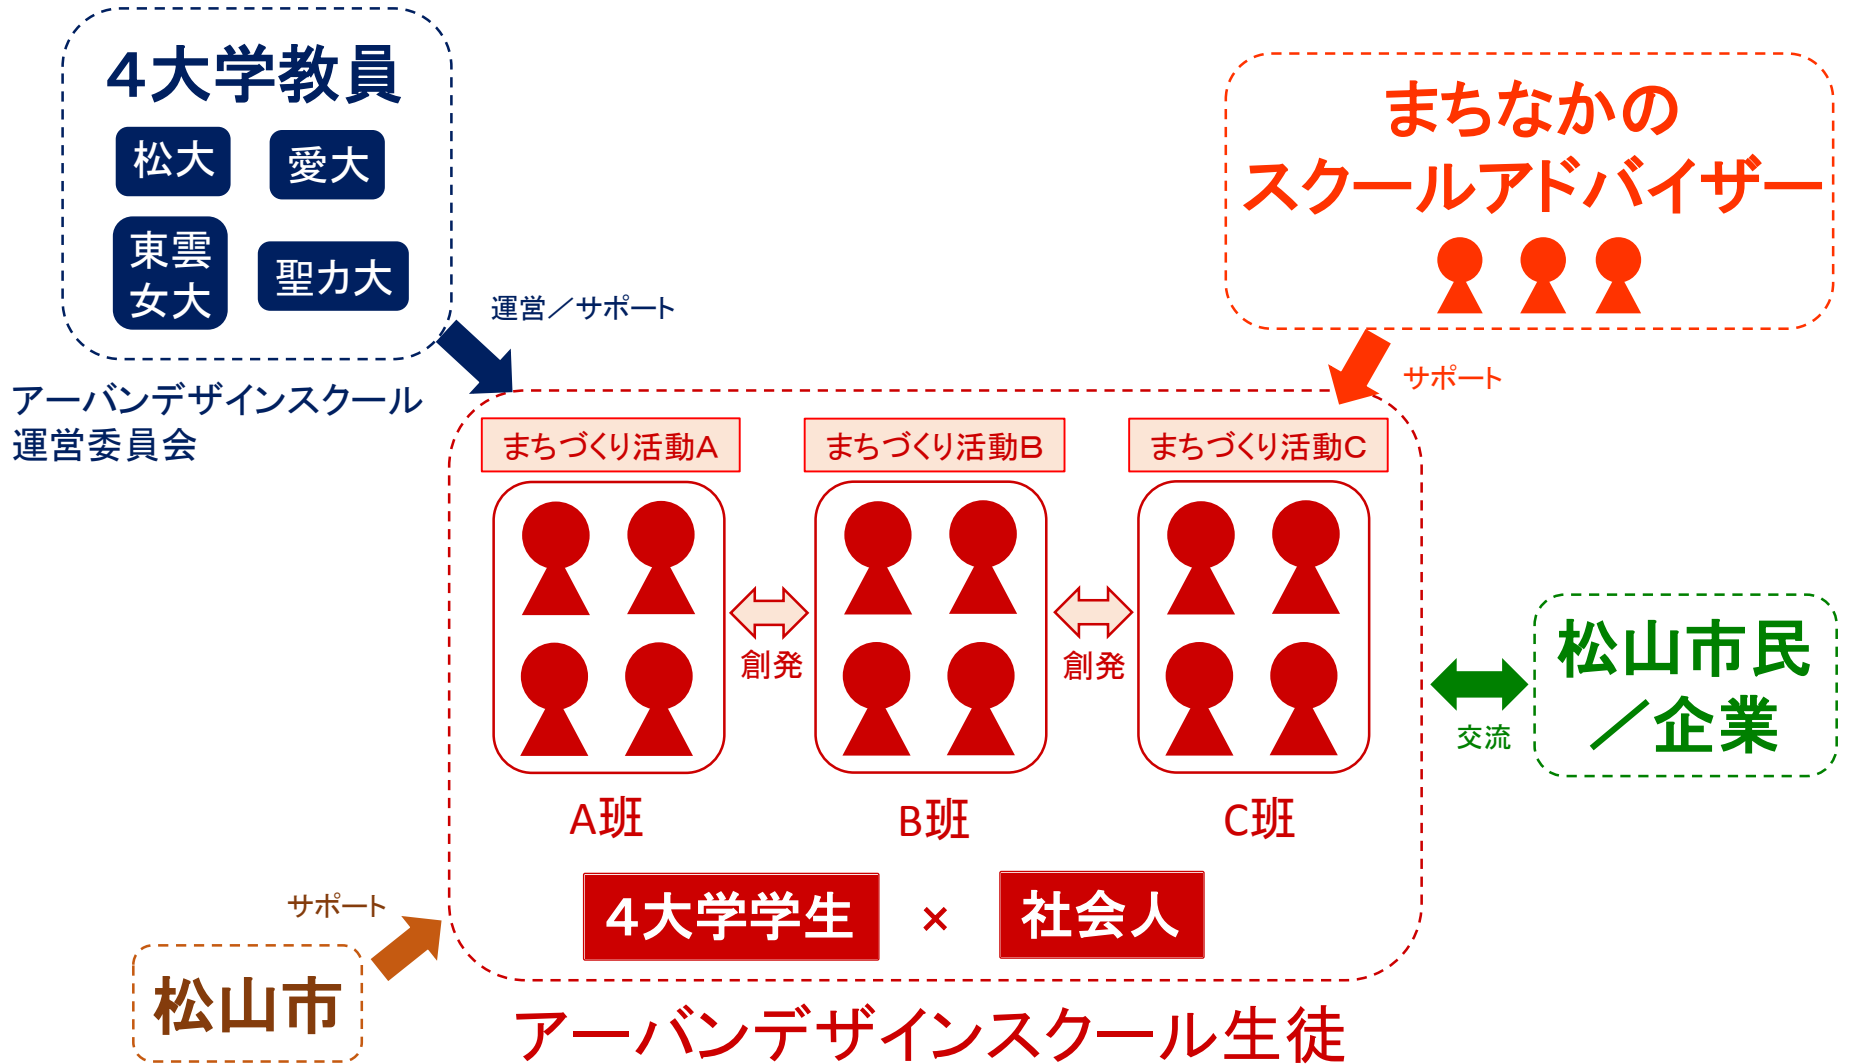 ４大学教員
松大
愛大
東雲
女大
聖カ大
運営／サポート
アーバンデザインスクール
運営委員会
まちなかの
スクールアドバイザー
サポート
まちづくり活動A
まちづくり活動B
まちづくり活動C
創発
創発
A班
B班
C班
４大学学生
×
社会人
アーバンデザインスクール生徒
松山市民
／企業
交流
サポート
松山市